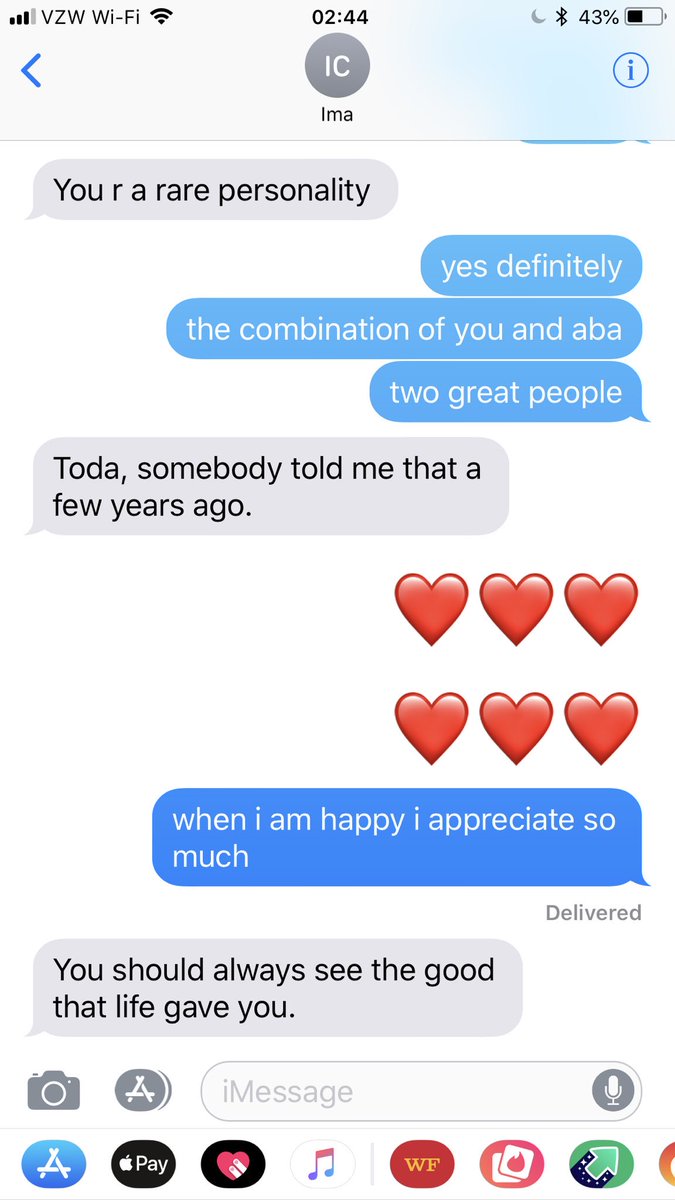 VZW Wi-Fi 02:44 43%
IC
Ima
You r a rare personality
yes definitely
the combination of you and aba
two great people
Toda, somebody told me that a
few years ago.
when i am happy i appreciate so
much
Delivered
You should always see the good
that life gave you.
iMessage
Pay
WF